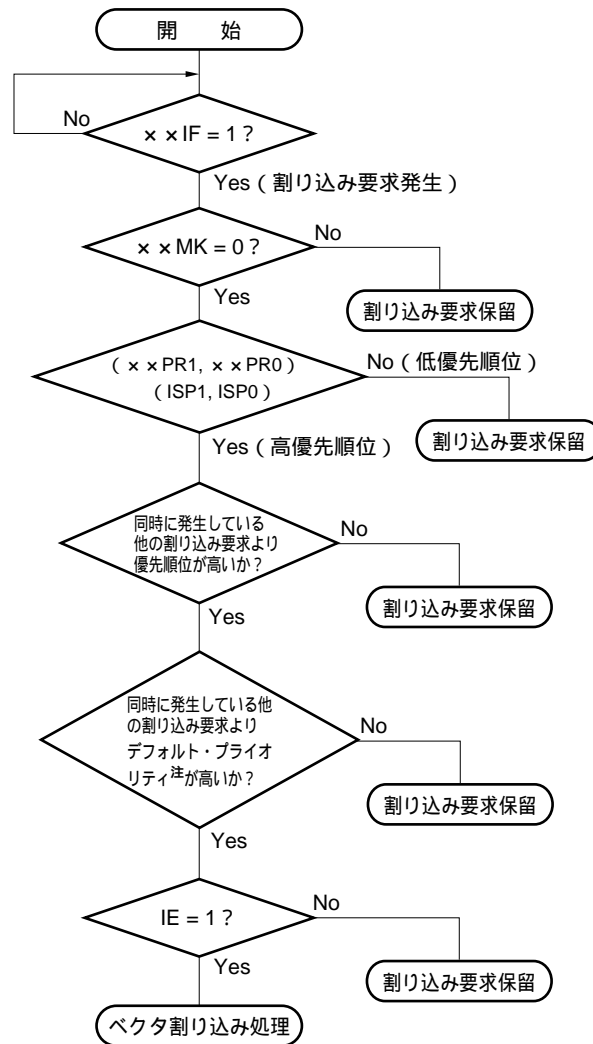 開 始
No
××IF = 1?
Yes(割り込み要求発生)
××MK = 0?
No
Yes
割り込み要求保留
(××PR1, ××PR0)
(ISP1, ISP0)
No(低優先順位)
Yes(高優先順位)
割り込み要求保留
同時に発生している
他の割り込み要求より
優先順位が高いか?
No
Yes
割り込み要求保留
同時に発生している他
の割り込み要求より
デフォルト・プライオ
リティ注が高いか?
No
Yes
割り込み要求保留
IE = 1?
No
Yes
割り込み要求保留
ベクタ割り込み処理